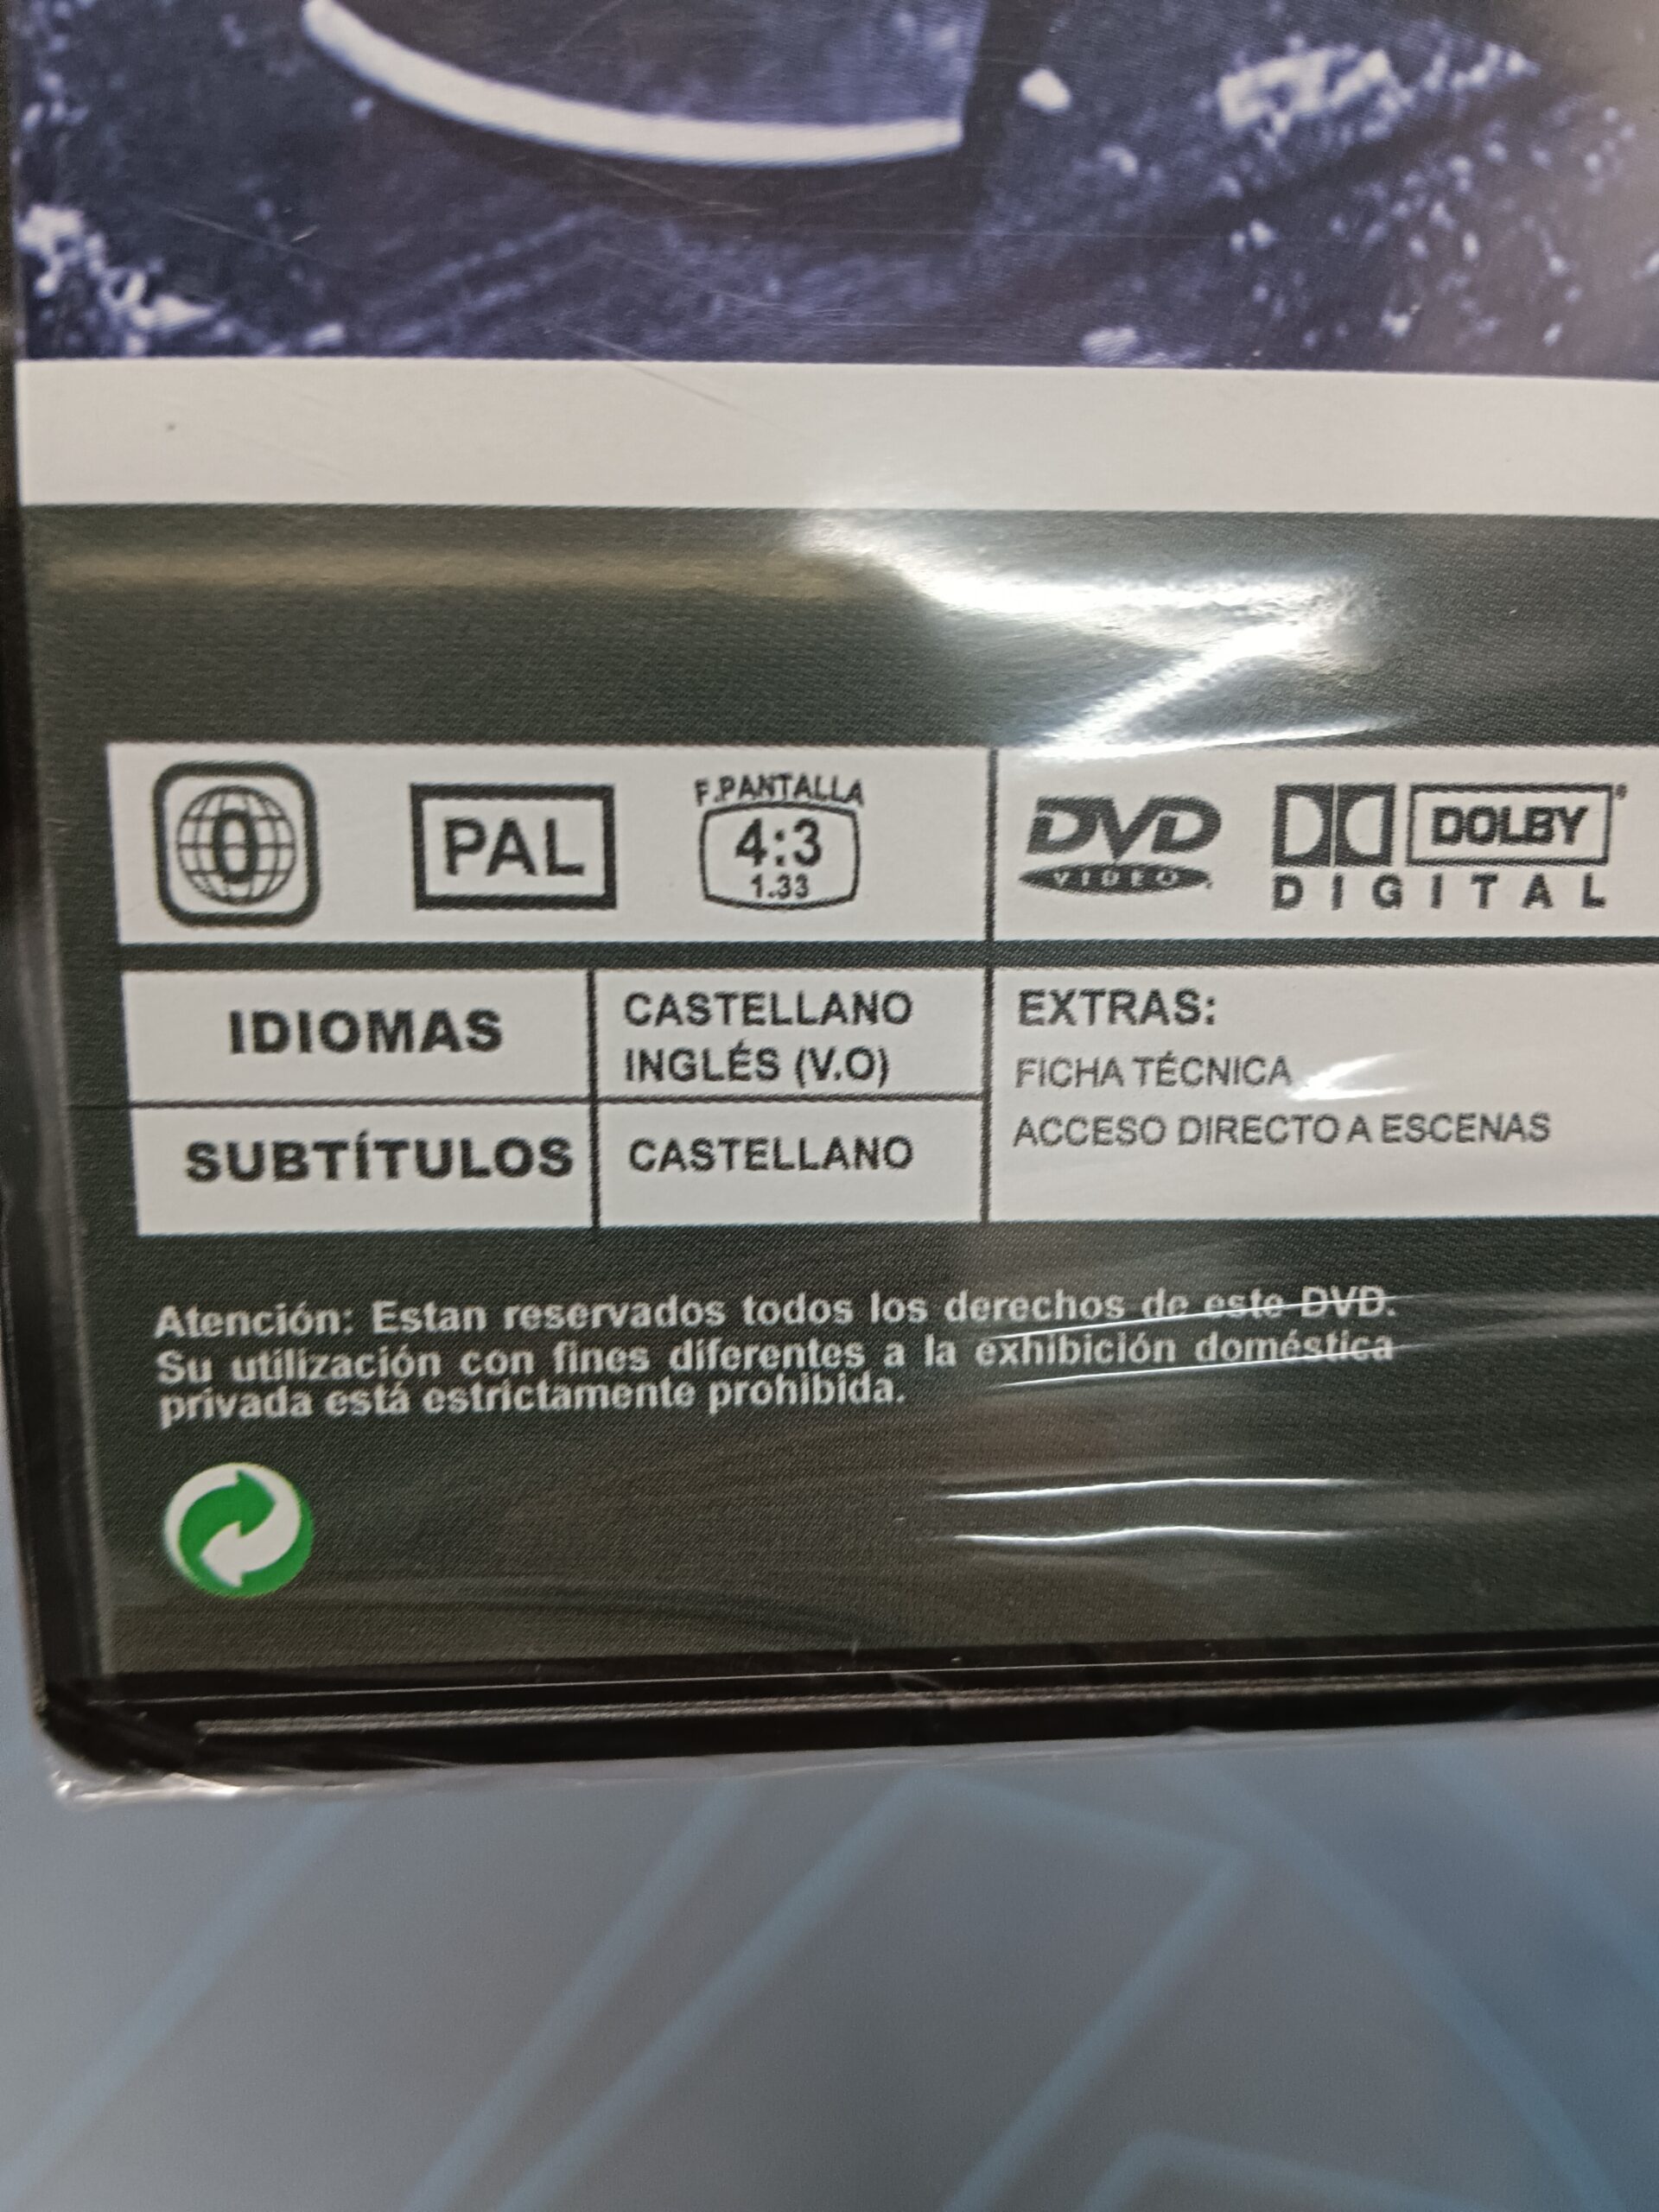 0
PAL
F.PANTALLA
4:3
1.33
DVD
VIDEO
DOLBY
DIGITAL
IDIOMAS
CASTELLANO
INGLÉS (V.O)
SUBTÍTULOS
CASTELLANO
EXTRAS:
FICHA TÉCNICA
ACCESO DIRECTO A ESCENAS
Atención: Estan reservados todos los derechos de este DVD.
Su utilización con fines diferentes a la exhibición doméstica
privada está estrictamente prohibida.